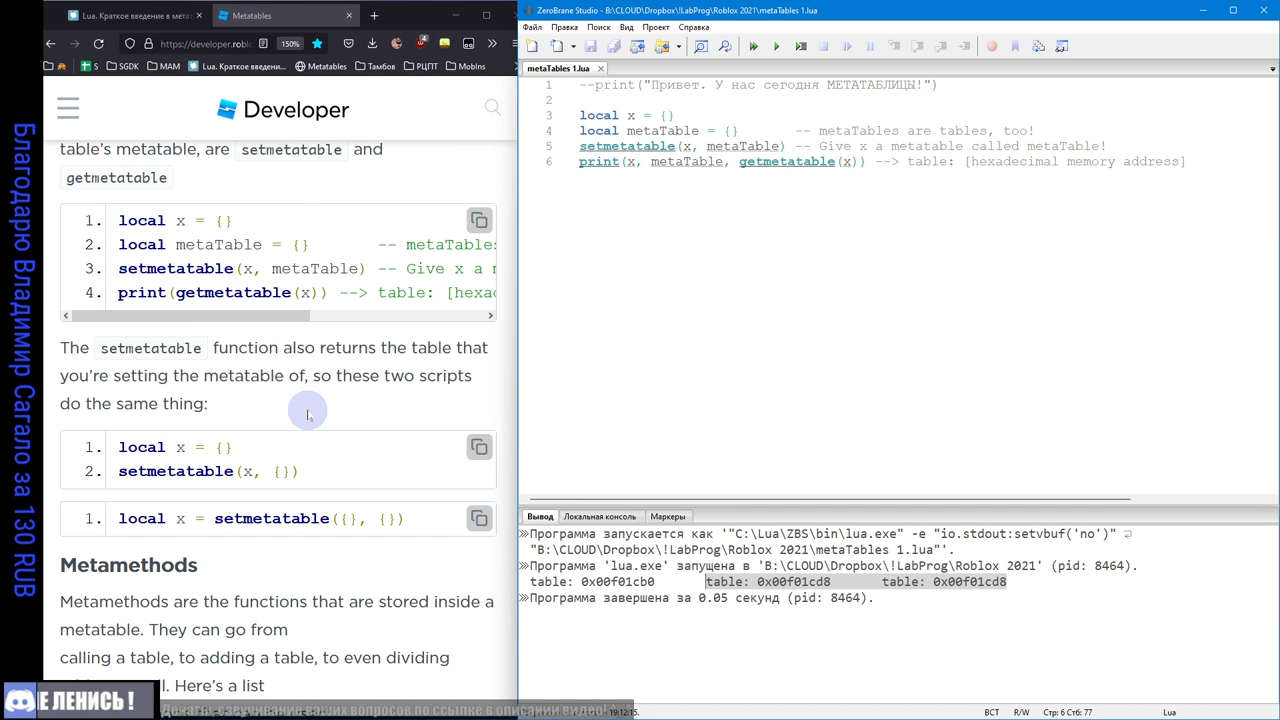 Lua. Краткое введение в мета
Metatables
https://developer.roblo
150%
S
SGDK
MAM
Lua. Краткое введени...
Metatables
Тамбов
РЦПТ
MobIns
Developer
table's metatable, are setmetatable and
getmetatable
1. local x = {}
2. local metaTable = {} -- metaTables
3. setmetatable(x, metaTable) -- Give x a m
4. print(getmetatable(x)) --> table: [hexa
The setmetatable function also returns the table that
you're setting the metatable of, so these two scripts
do the same thing:
1. local x = {}
2. setmetatable(x, {})
1. local x = setmetatable({}, {})
Metamethods
Metamethods are the functions that are stored inside a
metatable. They can go from
calling a table, to adding a table, to even dividing
l. Here's a list
Благодарю Владимир Сагало за 130 RUB
Е ЛЕНИСЬ !
ZeroBrane Studio - B:\CLOUD\Dropbox\!LabProg\Roblox 2021\metaTables 1.lua
Файл Правка Поиск Вид Проект Справка
metaTables 1.lua
1 --print("Привет. У нас сегодня МЕТАТАБЛИЦЫ!")
2
3 local x = {}
4 local metaTable = {} -- metaTables are tables, too!
5 setmetatable(x, metaTable) -- Give x a metatable called metaTable!
6 print(x, metaTable, getmetatable(x)) --> table: [hexadecimal memory address]
Вывод Локальная консоль Маркеры
Программа запускается как '"C:\Lua\ZBS\bin\lua.exe" -e "io.stdout:setvbuf('no')"
"B:\CLOUD\Dropbox\!LabProg\Roblox 2021\metaTables 1.lua"'.
Программа 'lua.exe' запущена в 'B:\CLOUD\Dropbox\!LabProg\Roblox 2021' (pid: 8464).
table: 0x00f01cb0 table: 0x00f01cd8 table: 0x00f01cd8
Программа завершена за 0.05 секунд (pid: 8464).
19:12:15.
ВСТ R/W Стр: 6 Стб: 77 Lua